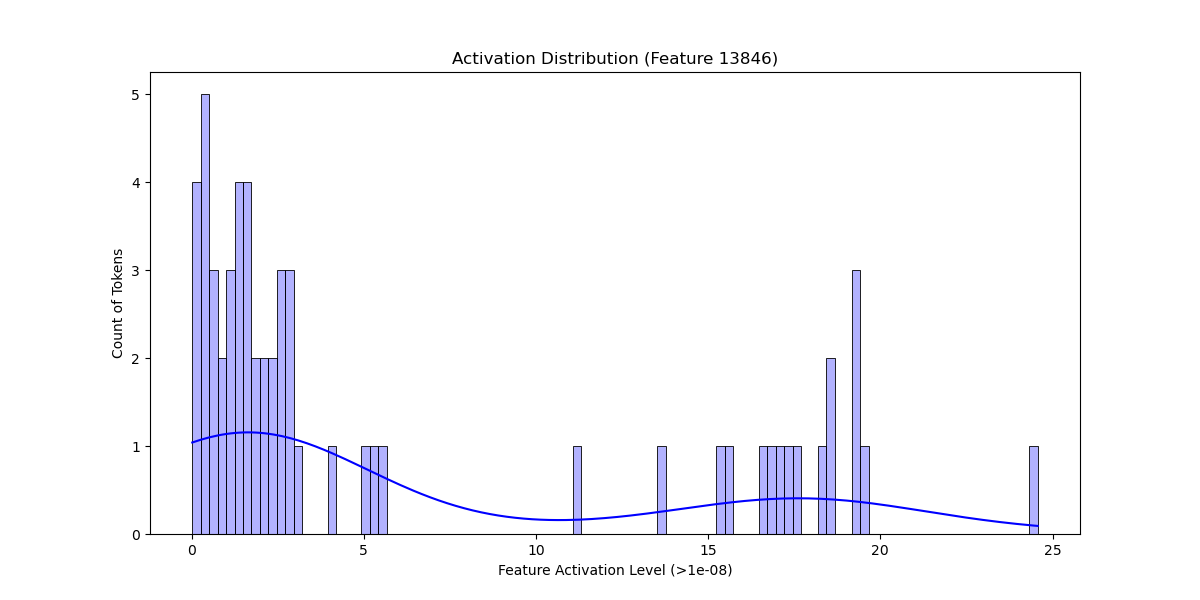 Activation Distribution (Feature 13846)
5
4
3
2
1
0
Count of Tokens
0 5 10 15 20 25
Feature Activation Level (>1e-08)